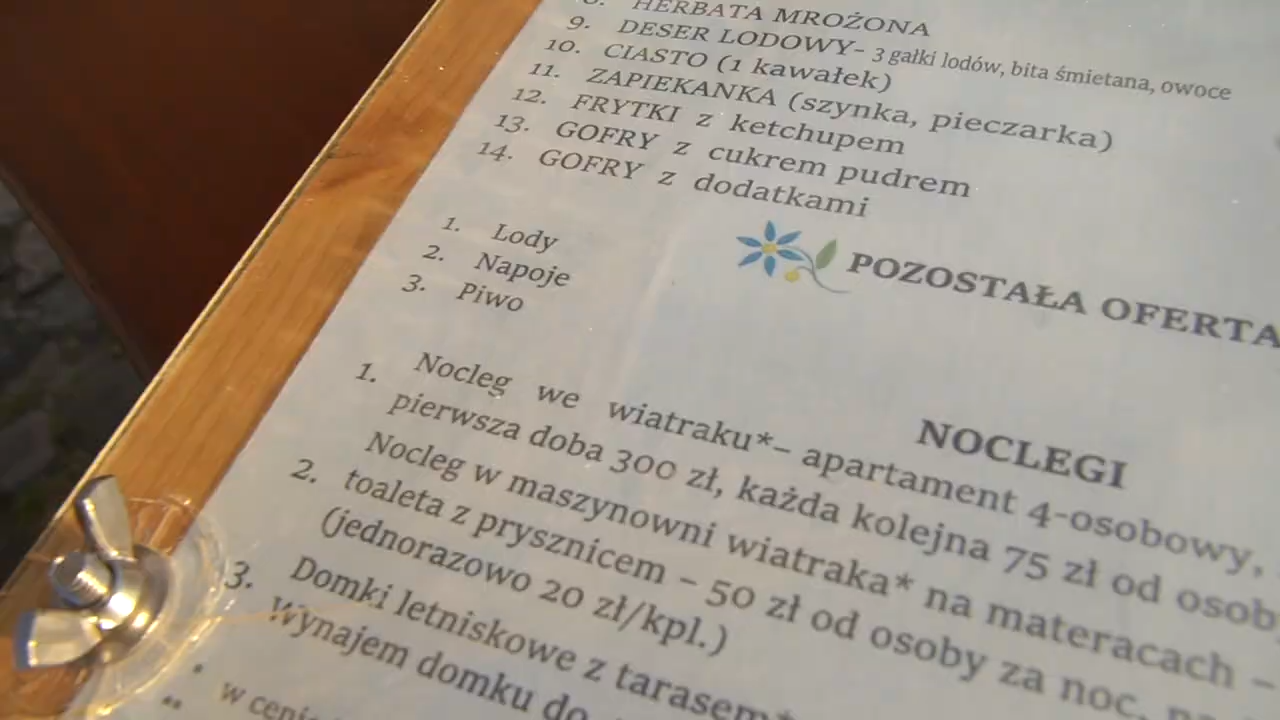 8. HERBATA MROŻONA
9. DESER LODOWY- 3 gałki lodów, bita śmietana, owoce
10. CIASTO (1 kawałek)
11. ZAPIEKANKA (szynka, pieczarka)
12. FRYTKI z ketchupem
13. GOFRY z cukrem pudrem
14. GOFRY z dodatkami
1. Lody
2. Napoje
3. Piwo
POZOSTAŁA OFERTA
NOCLEGI
1. Nocleg we wiatraku*– apartament 4-osobowy,
pierwsza doba 300 zł, każda kolejna 75 zł od osob
2. Nocleg w maszynowni wiatraka* na materacach –
toaleta z prysznicem – 50 zł od osoby za noc,
(jednorazowo 20 zł/kpl.)
3. Domki letniskowe z tarasem*
Wynajem domku do
* w cenie
**